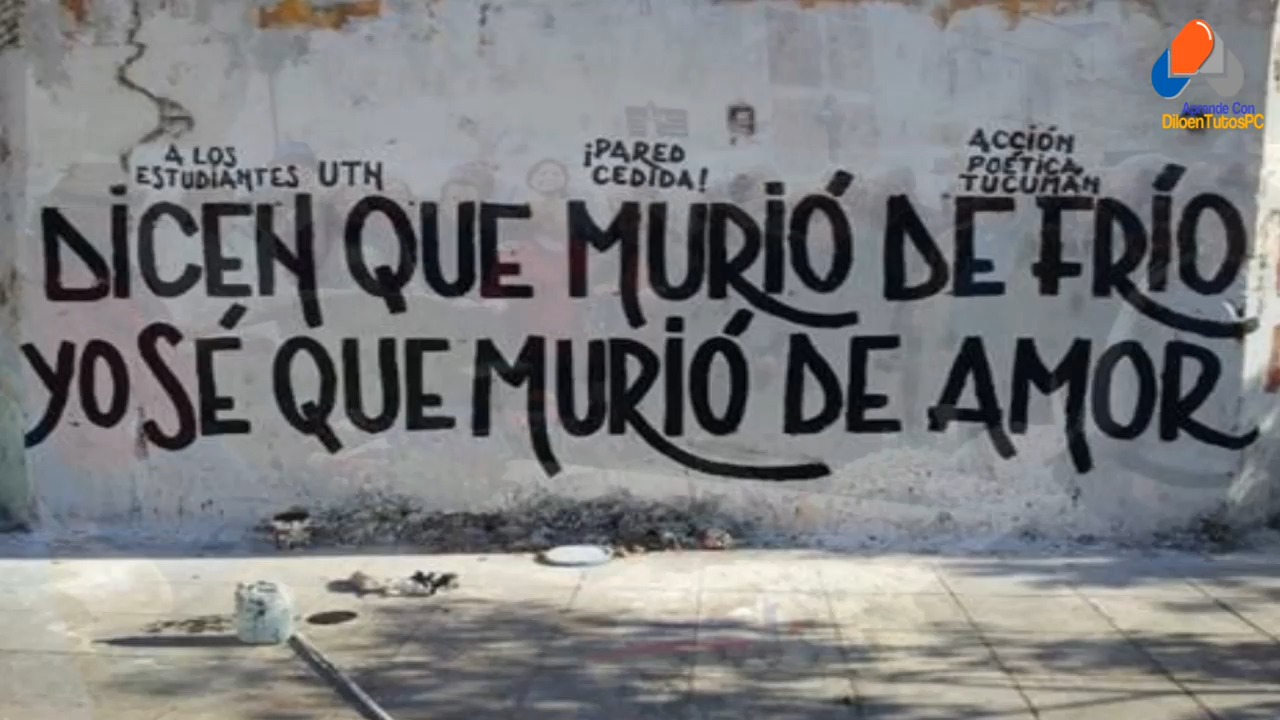 Aprende Con
DiloenTutosPC
A LOS
ESTUDIANTES UTN
¡PARED
CEDIDA!
ACCIÓN
POÉTICA
TUCUMÁN
DICEN QUE MURIÓ DE FRÍO
YO SÉ QUE MURIÓ DE AMOR